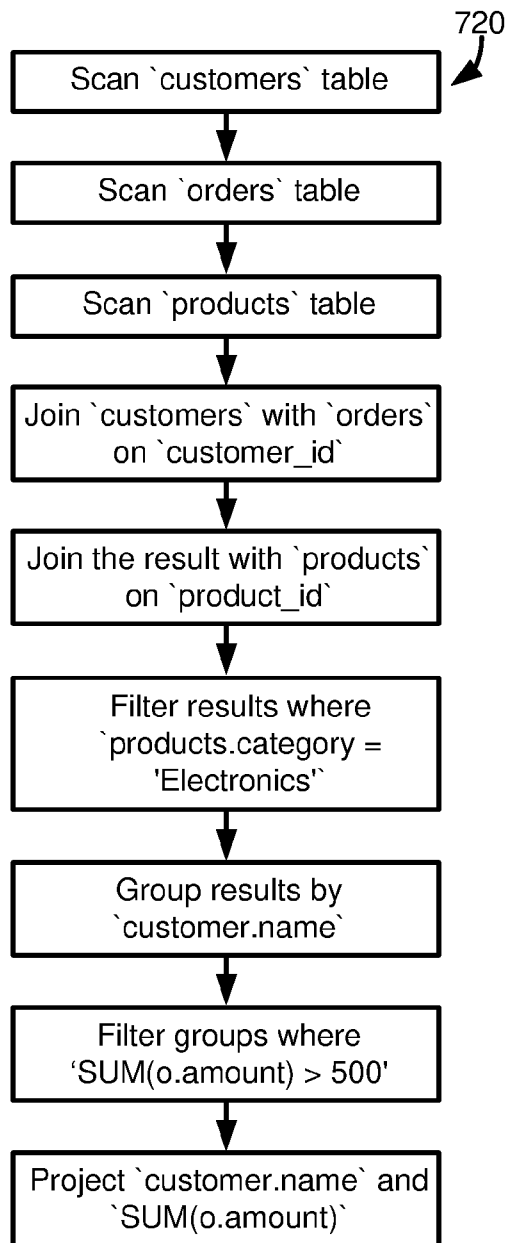 720
Scan `customers` table
Scan `orders` table
Scan `products` table
Join `customers` with `orders`
on `customer_id`
Join the result with `products`
on `product_id`
Filter results where
`products.category =
'Electronics'`
Group results by
`customer.name`
Filter groups where
‘SUM(o.amount) > 500'
Project `customer.name` and
`SUM(o.amount)`